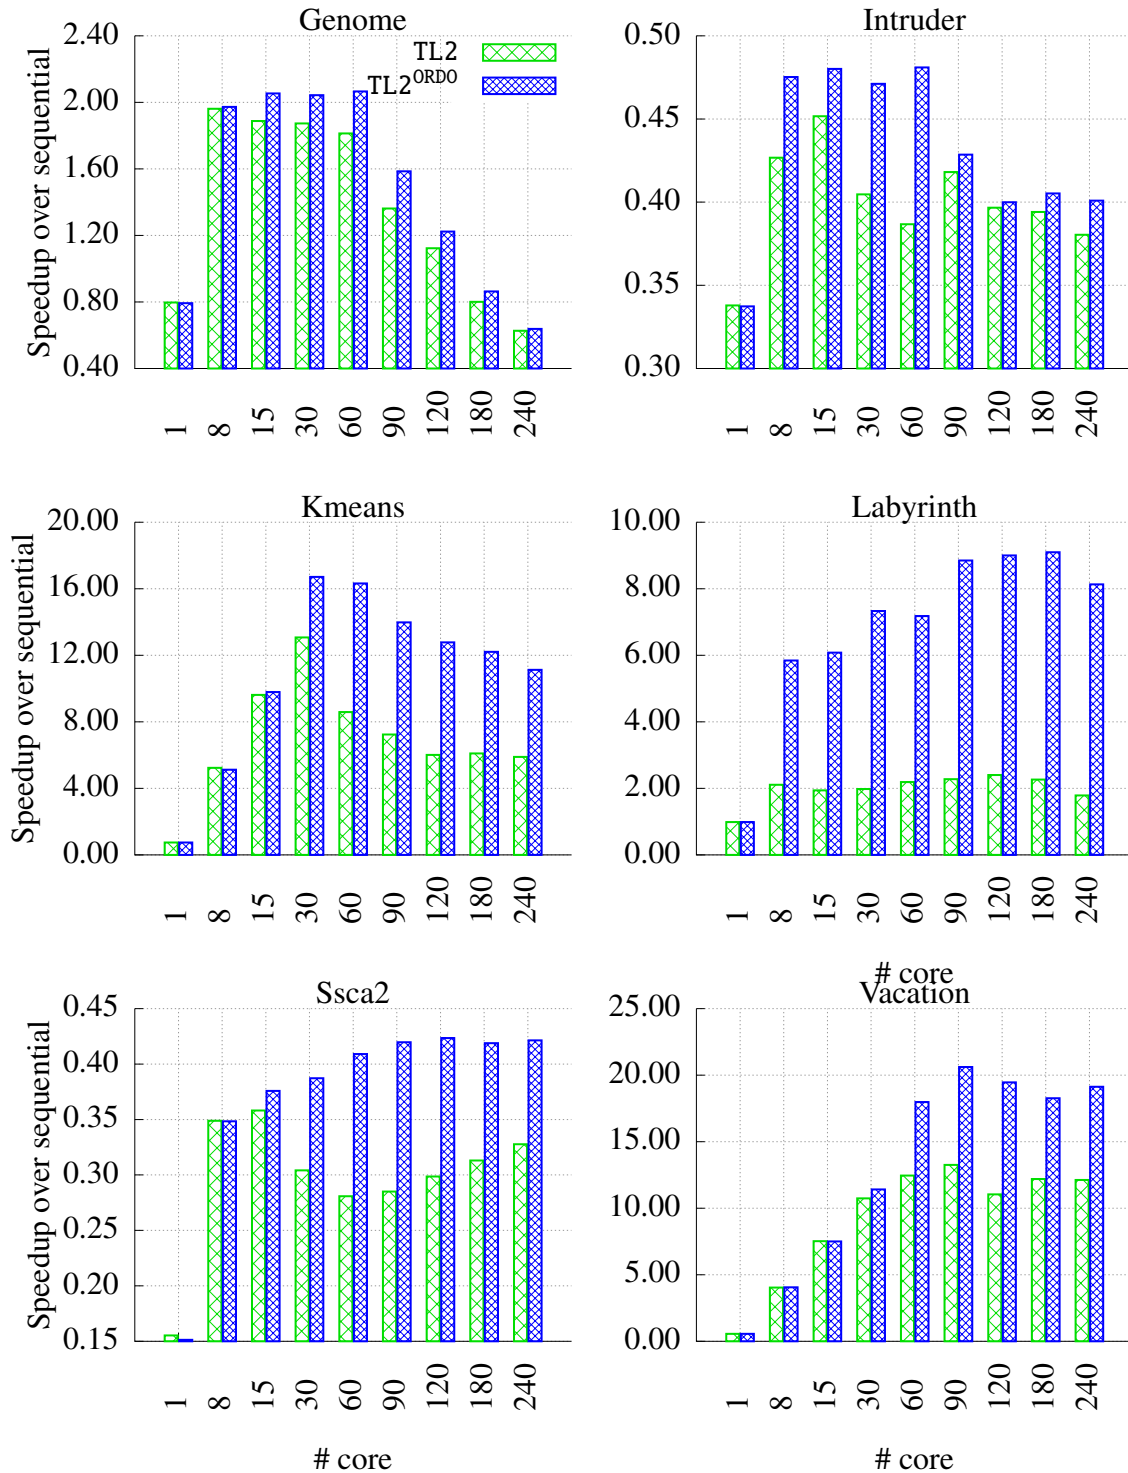 Genome
Intruder
TL2
TL2ORDO
Speedup over sequential
2.40
2.00
1.60
1.20
0.80
0.40
1 8 15 30 60 90 120 180 240
0.50
0.45
0.40
0.35
0.30
1 8 15 30 60 90 120 180 240
Kmeans
Labyrinth
Speedup over sequential
20.00
16.00
12.00
8.00
4.00
0.00
1 8 15 30 60 90 120 180 240
10.00
8.00
6.00
4.00
2.00
0.00
1 8 15 30 60 90 120 180 240
# core
Ssca2
Vacation
Speedup over sequential
0.45
0.40
0.35
0.30
0.25
0.20
0.15
1 8 15 30 60 90 120 180 240
# core
25.00
20.00
15.00
10.00
5.00
0.00
1 8 15 30 60 90 120 180 240
# core